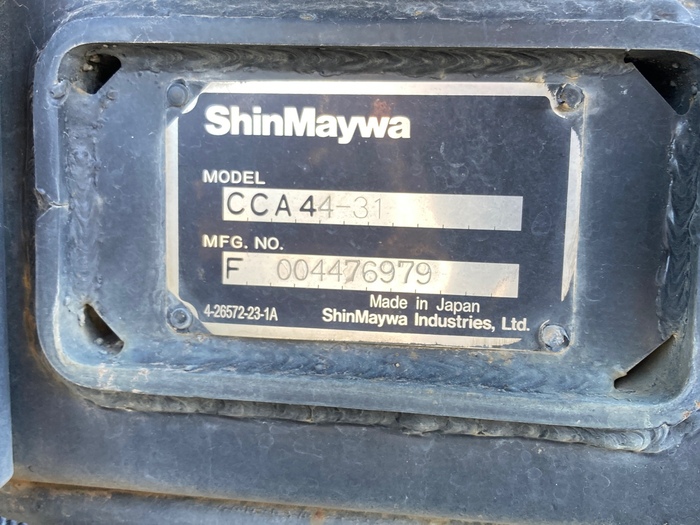 ShinMaywa
MODEL
CCA44-31
MFG. NO.
F 004476979
Made in Japan
4-26572-23-1A ShinMaywa Industries, Ltd.